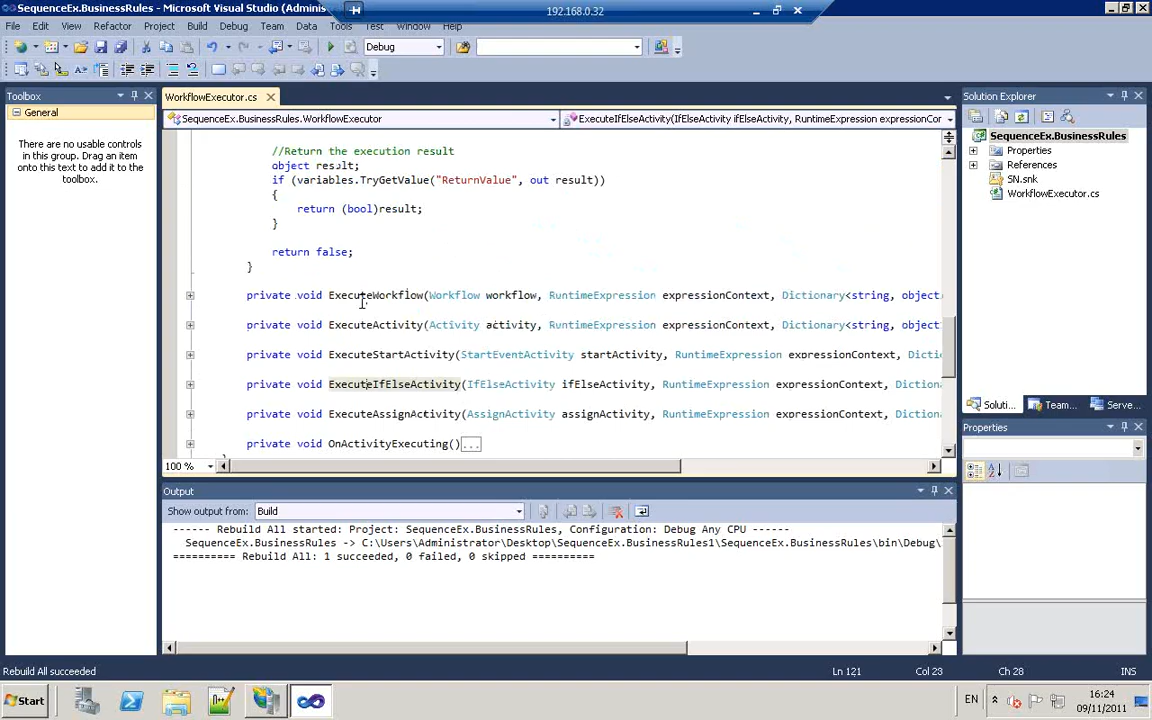 SequenceEx.BusinessRules - Microsoft Visual Studio (Adminis
192.168.0.32
File Edit View Refactor Project Build Debug Team Data Tools Test Window Help
Debug
Toolbox
WorkflowExecutor.cs
Solution Explorer
General
There are no usable controls
in this group. Drag an item
onto this text to add it to the
toolbox.
SequenceEx.BusinessRules.WorkflowExecutor
ExecuteIfElseActivity(IfElseActivity ifElseActivity, RuntimeExpression expressionCor
SequenceEx.BusinessRules
Properties
References
SN.snk
WorkflowExecutor.cs
//Return the execution result
object result;
if (variables.TryGetValue("ReturnValue", out result))
{
return (bool)result;
}
return false;
}
private void ExecuteWorkflow(Workflow workflow, RuntimeExpression expressionContext, Dictionary<string, object
private void ExecuteActivity(Activity activity, RuntimeExpression expressionContext, Dictionary<string, object
private void ExecuteStartActivity(StartEventActivity startActivity, RuntimeExpression expressionContext, Dictio
private void ExecuteIfElseActivity(IfElseActivity ifElseActivity, RuntimeExpression expressionContext, Dictiona
private void ExecuteAssignActivity(AssignActivity assignActivity, RuntimeExpression expressionContext, Dictiona
private void OnActivityExecuting()...
100 %
Soluti... Team... Serve...
Properties
Output
Show output from: Build
------ Rebuild All started: Project: SequenceEx.BusinessRules, Configuration: Debug Any CPU ------
SequenceEx.BusinessRules -> C:\Users\Administrator\Desktop\SequenceEx.BusinessRules1\SequenceEx.BusinessRules\bin\Debug\
========== Rebuild All: 1 succeeded, 0 failed, 0 skipped ==========
Rebuild All succeeded
Ln 121
Col 23
Ch 28
INS
Start
EN
16:24
09/11/2011